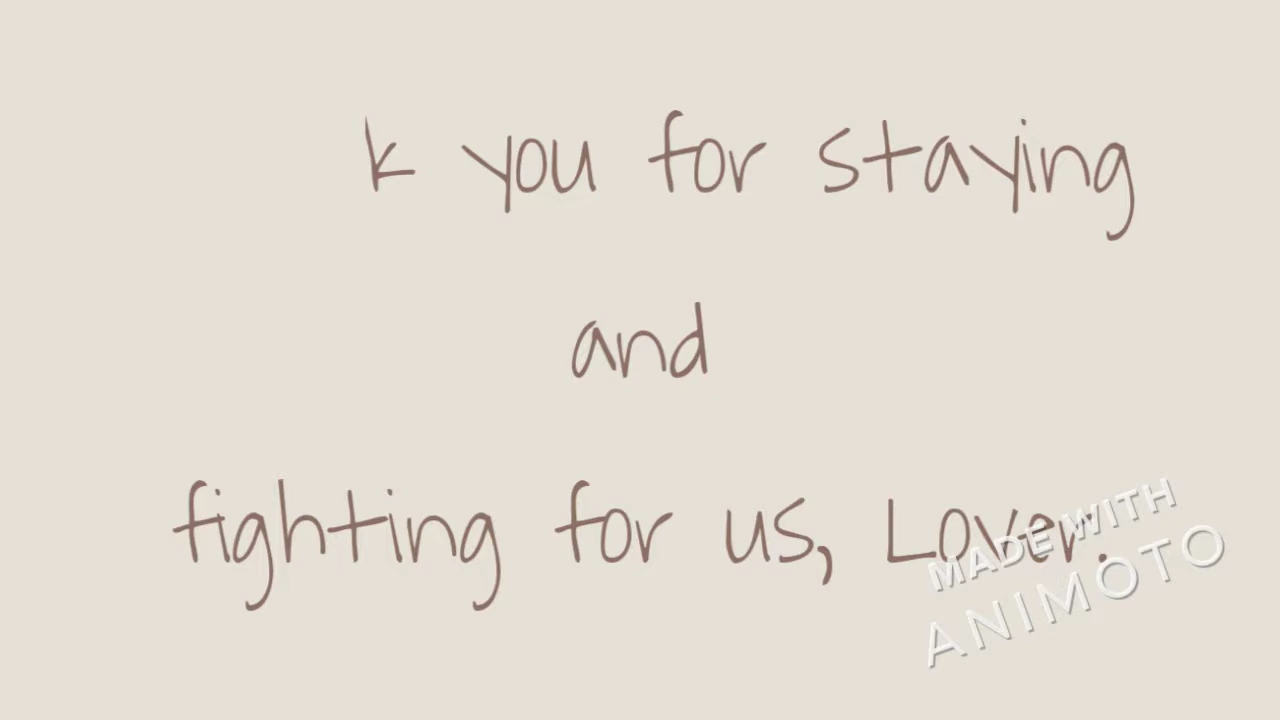 k you for staying
and
fighting for us, Lover.
MADE WITH
ANIMOTO